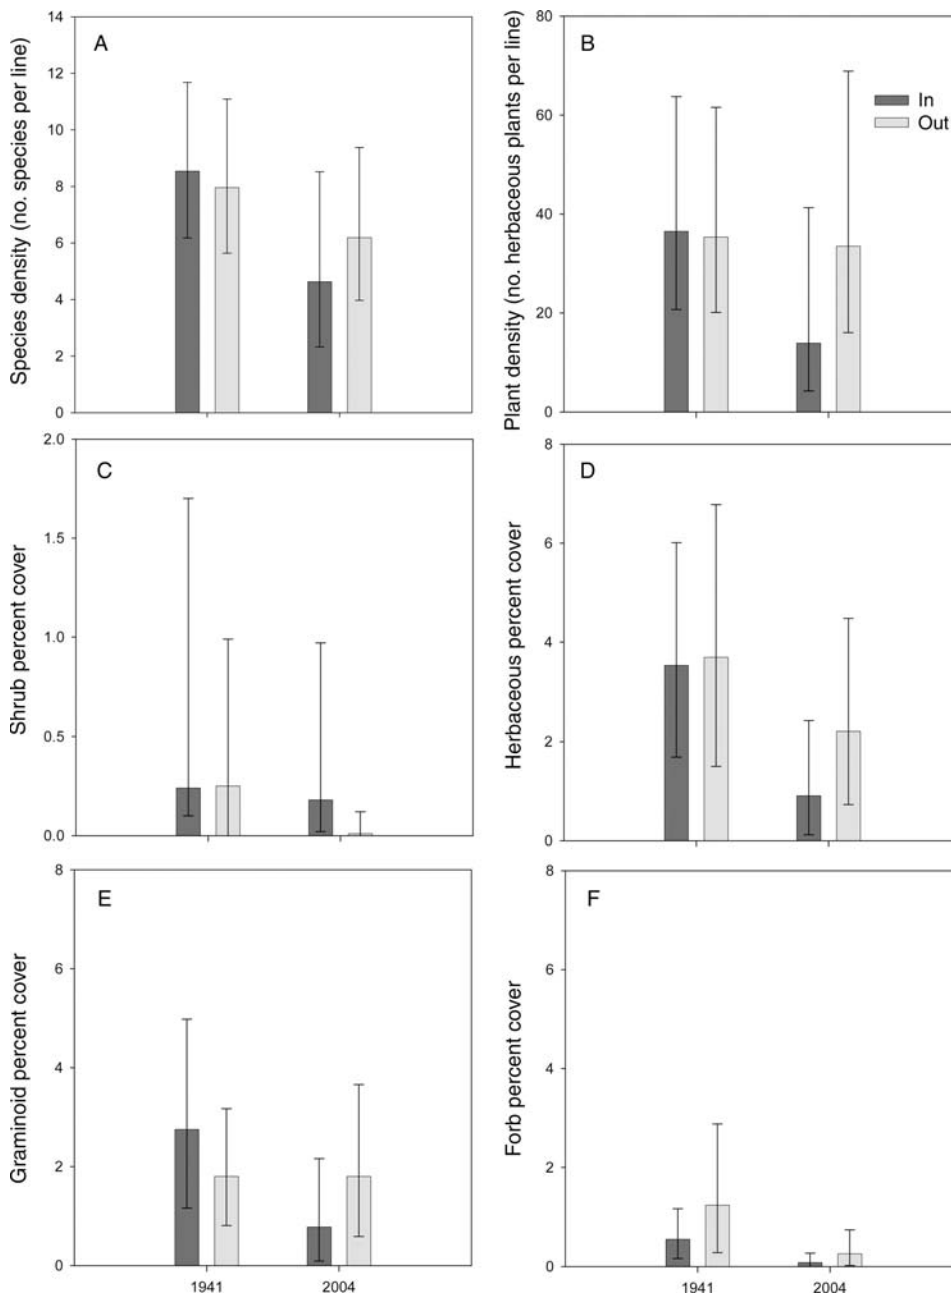 A
Species density (no. species per line)
14
12
10
8
6
4
2
0
B
Plant density (no. herbaceous plants per line)
80
60
40
20
0
In
Out
C
Shrub percent cover
2.0
1.5
1.0
0.5
0.0
D
Herbaceous percent cover
8
6
4
2
0
E
Graminoid percent cover
8
6
4
2
0
1941 2004
F
Forb percent cover
8
6
4
2
0
1941 2004